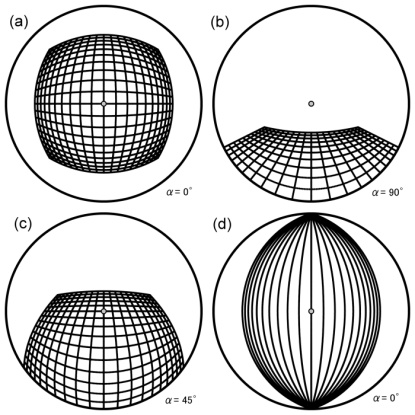 (a)
α = 0°
(b)
α = 90°
(c)
α = 45°
(d)
α = 0°